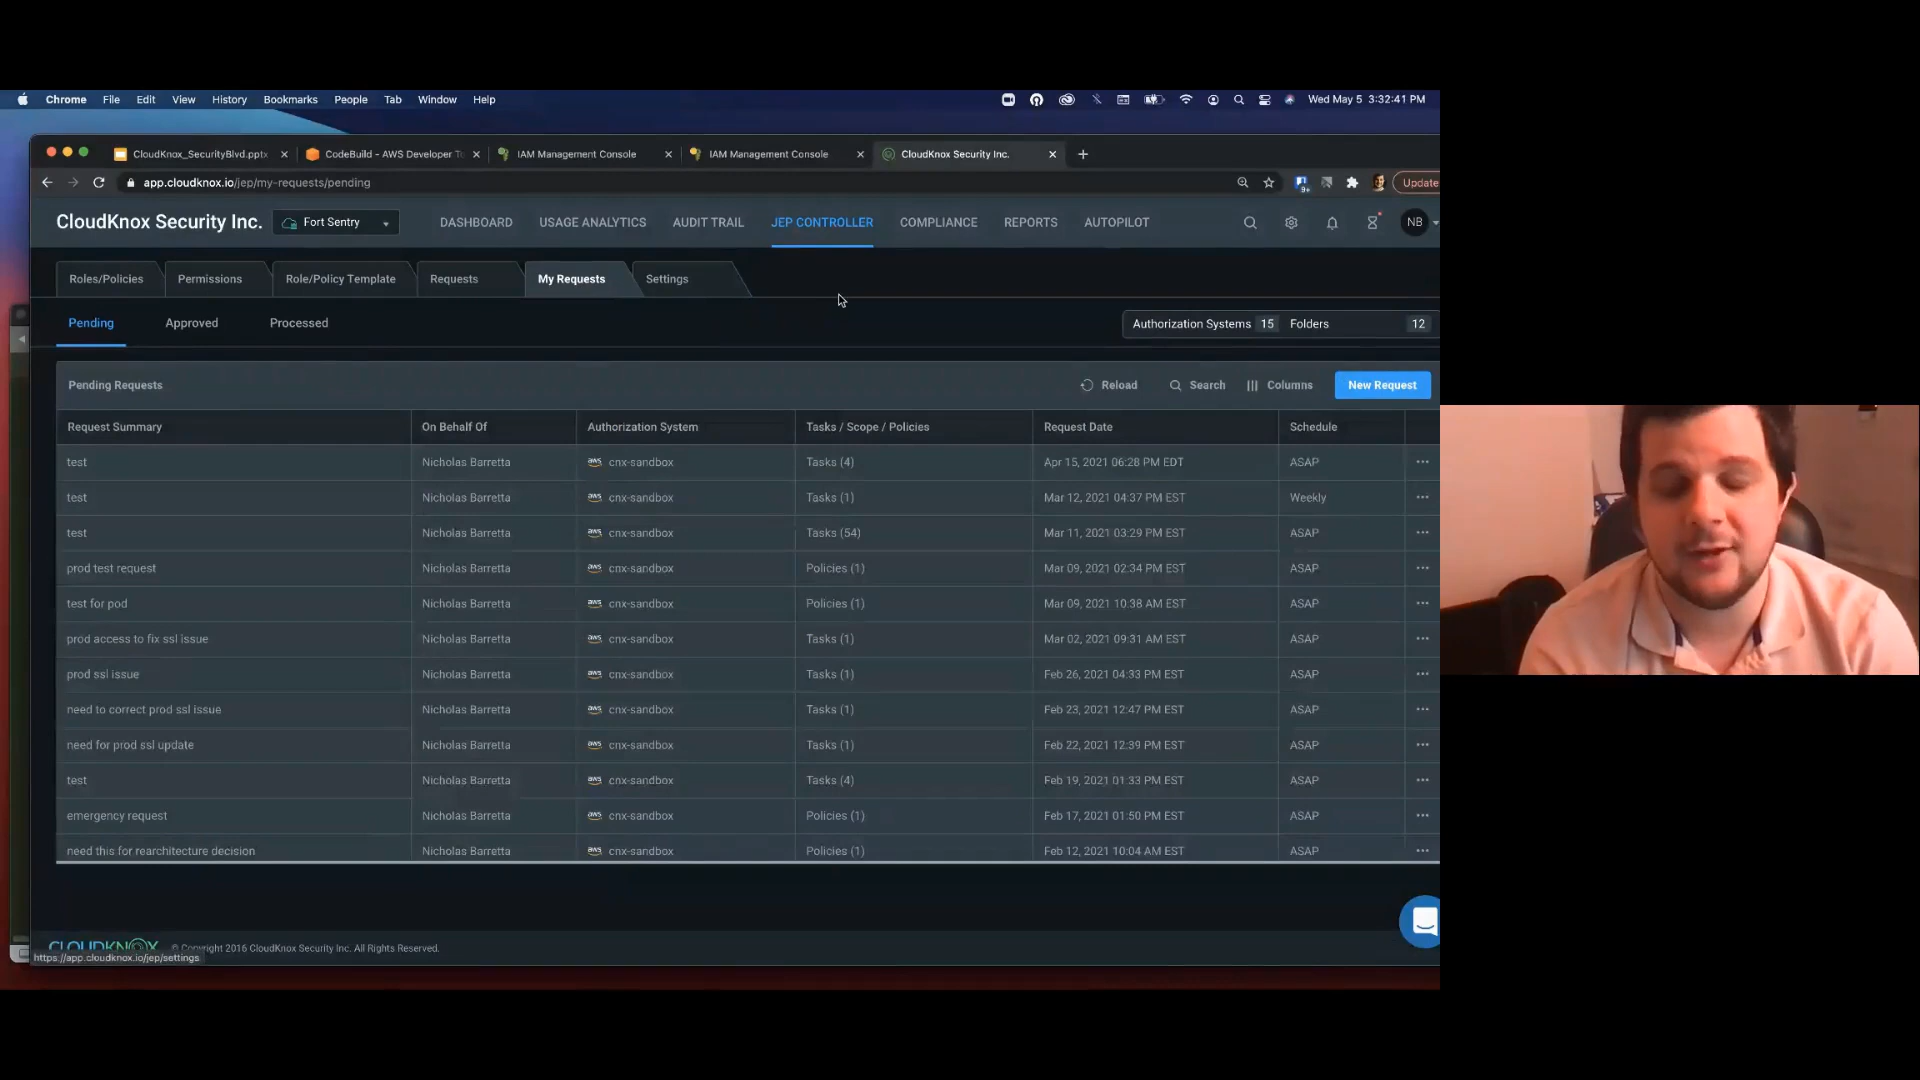 Chrome File Edit View History Bookmarks People Tab Window Help Wed May 5 3:32:41 PM
CloudKnox_SecurityBlvd.pptx CodeBuild - AWS Developer To IAM Management Console IAM Management Console CloudKnox Security Inc.
app.cloudknox.io/jep/my-requests/pending Update
CloudKnox Security Inc. Fort Sentry DASHBOARD USAGE ANALYTICS AUDIT TRAIL JEP CONTROLLER COMPLIANCE REPORTS AUTOPILOT NB
Roles/Policies Permissions Role/Policy Template Requests My Requests Settings
Pending Approved Processed Authorization Systems 15 Folders 12
Pending Requests Reload Search Columns New Request
Request Summary On Behalf Of Authorization System Tasks / Scope / Policies Request Date Schedule
test Nicholas Barretta aws cnx-sandbox Tasks (4) Apr 15, 2021 06:28 PM EDT ASAP
test Nicholas Barretta aws cnx-sandbox Tasks (1) Mar 12, 2021 04:37 PM EST Weekly
test Nicholas Barretta aws cnx-sandbox Tasks (54) Mar 11, 2021 03:29 PM EST ASAP
prod test request Nicholas Barretta aws cnx-sandbox Policies (1) Mar 09, 2021 02:34 PM EST ASAP
test for pod Nicholas Barretta aws cnx-sandbox Policies (1) Mar 09, 2021 10:38 AM EST ASAP
prod access to fix ssl issue Nicholas Barretta aws cnx-sandbox Tasks (1) Mar 02, 2021 09:31 AM EST ASAP
prod ssl issue Nicholas Barretta aws cnx-sandbox Tasks (1) Feb 26, 2021 04:33 PM EST ASAP
need to correct prod ssl issue Nicholas Barretta aws cnx-sandbox Tasks (1) Feb 23, 2021 12:47 PM EST ASAP
need for prod ssl update Nicholas Barretta aws cnx-sandbox Tasks (1) Feb 22, 2021 12:39 PM EST ASAP
test Nicholas Barretta aws cnx-sandbox Tasks (4) Feb 19, 2021 01:33 PM EST ASAP
emergency request Nicholas Barretta aws cnx-sandbox Policies (1) Feb 17, 2021 01:50 PM EST ASAP
need this for rearchitecture decision Nicholas Barretta aws cnx-sandbox Policies (1) Feb 12, 2021 10:04 AM EST ASAP
CLOUDKNOX © Copyright 2016 CloudKnox Security Inc. All Rights Reserved.
https://app.cloudknox.io/jep/settings